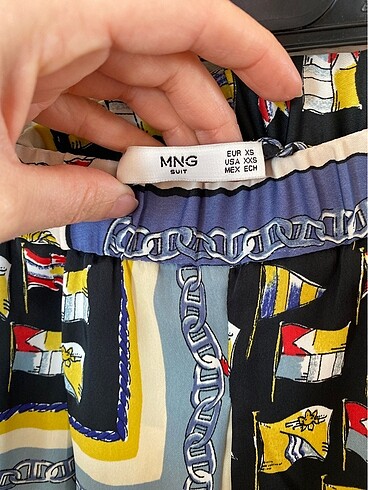 MNG
SUIT
EUR XS
USA XXS
MEX ECH